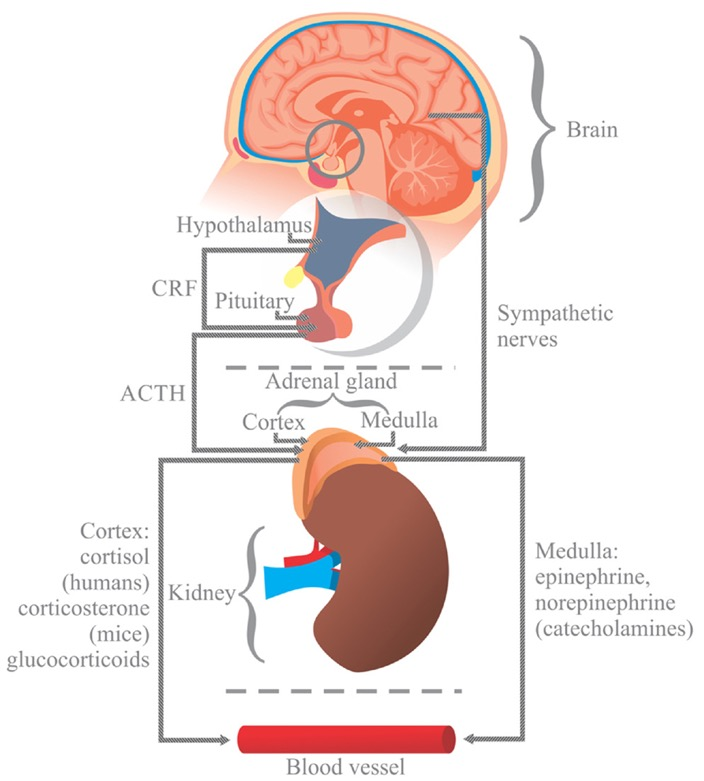 Brain
Hypothalamus
CRF
Pituitary
Sympathetic
nerves
Adrenal gland
ACTH
Cortex
Medulla
Cortex:
cortisol
(humans)
corticosterone
(mice)
glucocorticoids
Kidney
Medulla:
epinephrine,
norepinephrine
(catecholamines)
Blood vessel